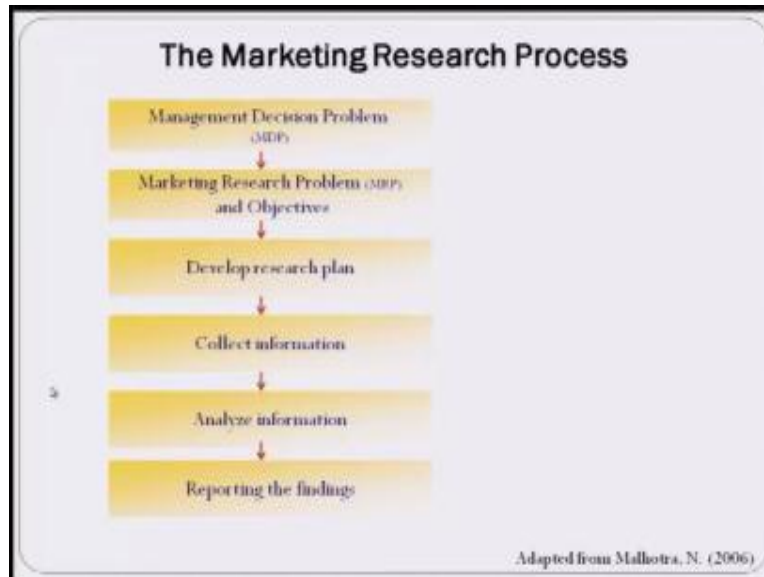 The Marketing Research Process
Management Decision Problem
(MDP)
Marketing Research Problem (MRP)
and Objectives
Develop research plan
Collect information
Analyze information
Reporting the findings
Adapted from Malhotra, N. (2006)